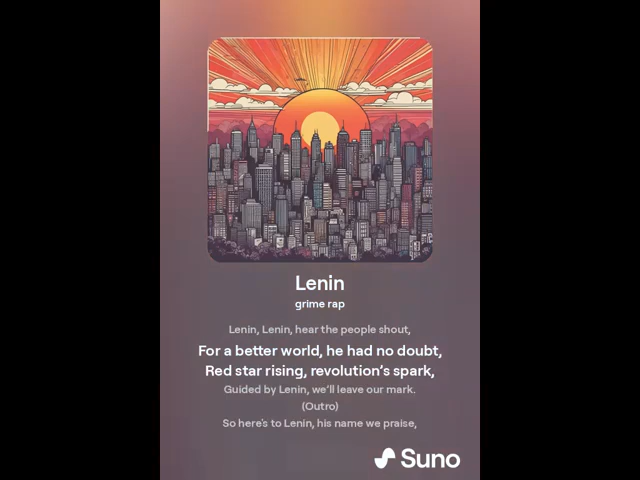 Lenin
grime rap
Lenin, Lenin, hear the people shout,
For a better world, he had no doubt,
Red star rising, revolution's spark,
Guided by Lenin, we'll leave our mark.
(Outro)
So here's to Lenin, his name we praise,
Suno